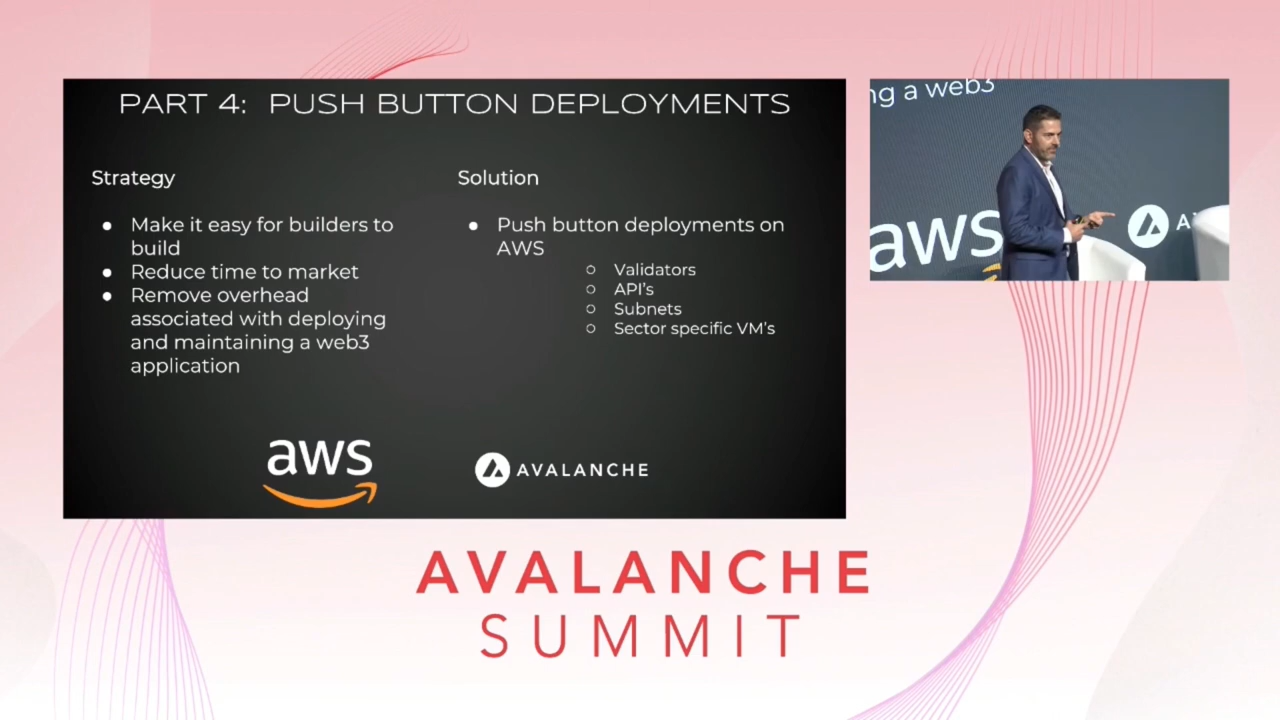 PART 4: PUSH BUTTON DEPLOYMENTS
Strategy
Make it easy for builders to
build
Reduce time to market
Remove overhead
associated with deploying
and maintaining a web3
application
Solution
Push button deployments on
AWS
Validators
API's
Subnets
Sector specific VM's
aws
AVALANCHE
ng a web3
aws
A
AVALANCHE
SUMMIT